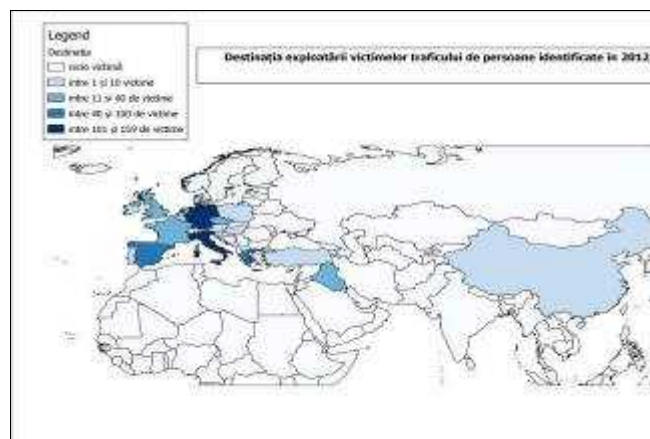 Legend
Destinația
nicio victimă
între 1 și 10 victime
între 11 și 40 de victime
între 40 și 100 de victime
între 101 și 159 de victime
Destinația exploatării victimelor traficului de persoane identificate în 2012